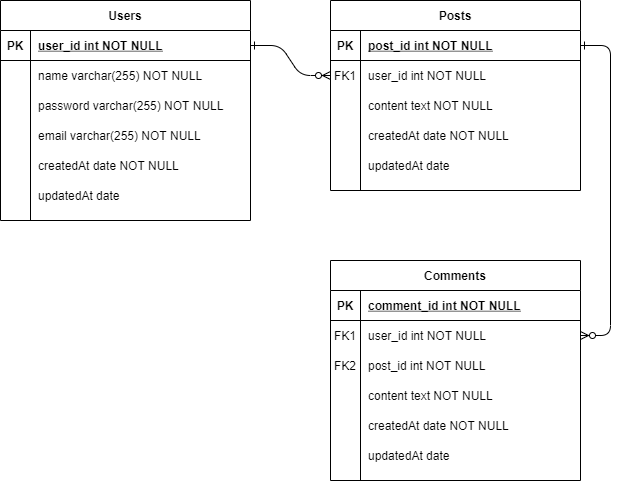 Users
PK user_id int NOT NULL
name varchar(255) NOT NULL
password varchar(255) NOT NULL
email varchar(255) NOT NULL
createdAt date NOT NULL
updatedAt date
Posts
PK post_id int NOT NULL
FK1 user_id int NOT NULL
content text NOT NULL
createdAt date NOT NULL
updatedAt date
Comments
PK comment_id int NOT NULL
FK1 user_id int NOT NULL
FK2 post_id int NOT NULL
content text NOT NULL
createdAt date NOT NULL
updatedAt date